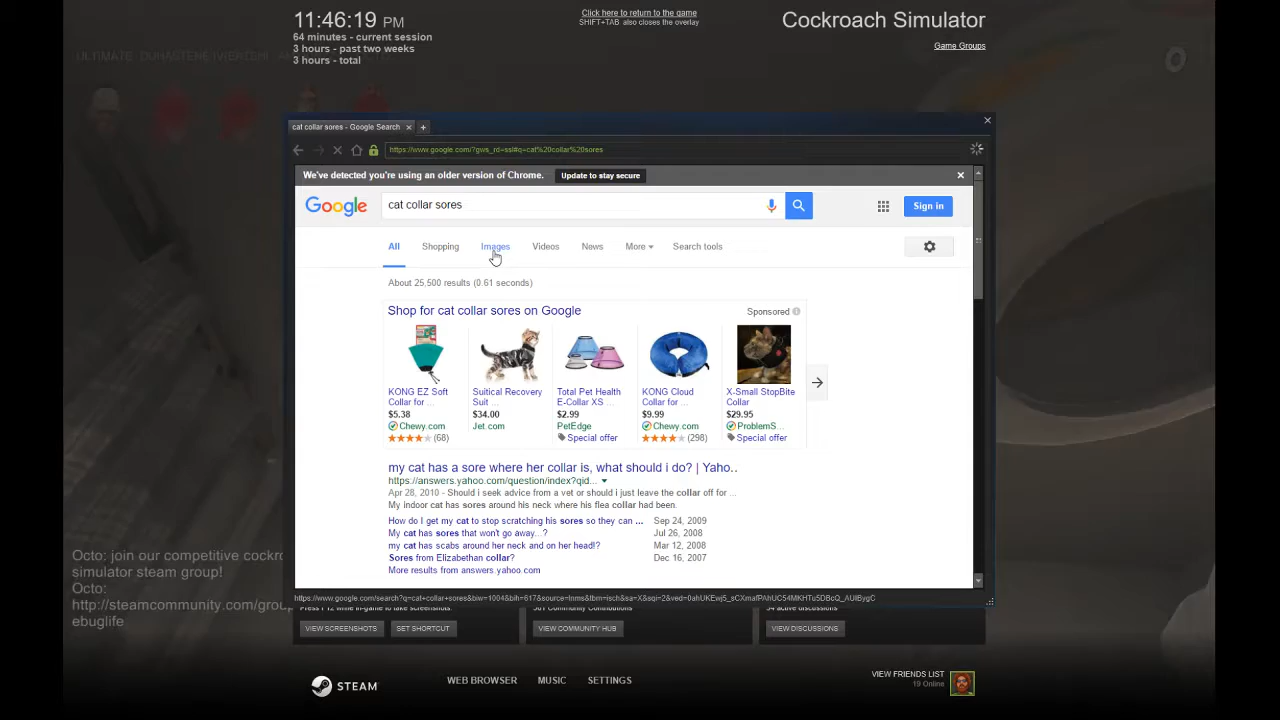 11:46:19 PM
64 minutes - current session
3 hours - past two weeks
3 hours - total
Click here to return to the game
SHIFT+TAB also closes the overlay
Cockroach Simulator
Game Groups
cat collar sores - Google Search
https://www.google.com/?gws_rd=ssl#q=cat%20collar%20sores
We've detected you're using an older version of Chrome.
Update to stay secure
Google
cat collar sores
Sign in
All Shopping Images Videos News More Search tools
About 25,500 results (0.61 seconds)
Shop for cat collar sores on Google
Sponsored
KONG EZ Soft
Collar for ...
$5.38
Chewy.com
(68)
Suitical Recovery
Suit ...
$34.00
Jet.com
Total Pet Health
E-Collar XS ...
$2.99
PetEdge
Special offer
KONG Cloud
Collar for ...
$9.99
Chewy.com
(298)
X-Small StopBite
Collar
$29.95
ProblemS...
Special offer
my cat has a sore where her collar is, what should i do? | Yaho..
https://answers.yahoo.com/question/index?qid...
Apr 28, 2010 - Should i seek advice from a vet or should i just leave the collar off for ...
My indoor cat has sores around his neck where his flea collar had been.
How do I get my cat to stop scratching his sores so they can ... Sep 24, 2009
My cat has sores that won't go away...? Jul 26, 2008
my cat has scabs around her neck and on her head!? Mar 12, 2008
Sores from Elizabethan collar? Dec 16, 2007
More results from answers.yahoo.com
Octo: join our competitive cockr
simulator steam group!
Octo:
http://steamcommunity.com/group
ebuglife
Press F12 while in-game to take screenshots.
VIEW SCREENSHOTS
SET SHORTCUT
VIEW COMMUNITY HUB
VIEW DISCUSSIONS
STEAM
WEB BROWSER
MUSIC
SETTINGS
VIEW FRIENDS LIST
19 Online